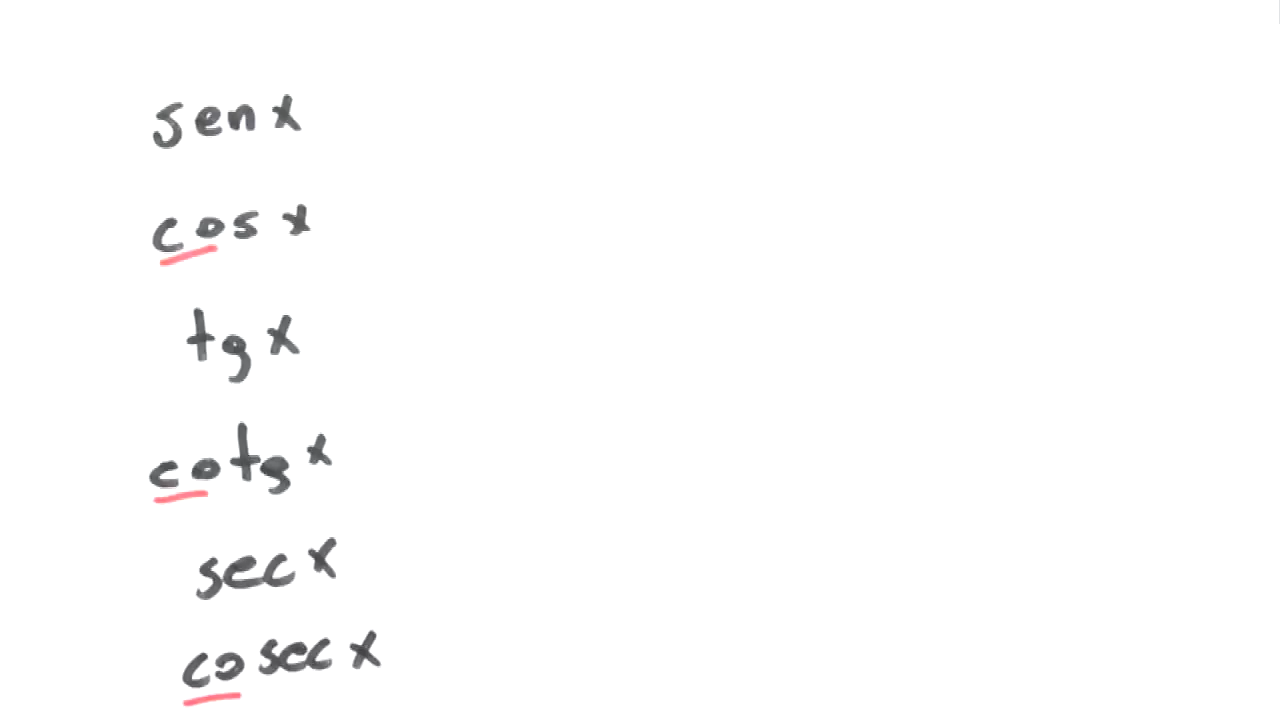 sen x
cos x
tg x
cotg x
sec x
cosec x